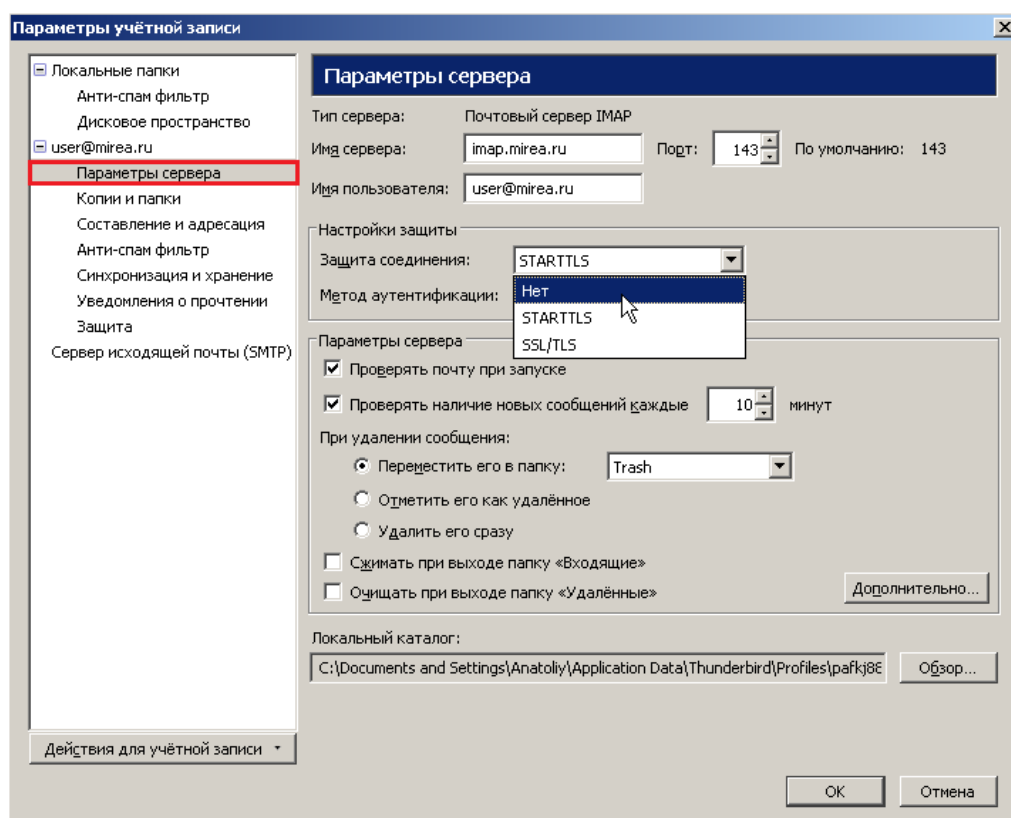 Параметры учётной записи
Локальные папки
Анти-спам фильтр
Дисковое пространство
user@mirea.ru
Параметры сервера
Копии и папки
Составление и адресация
Анти-спам фильтр
Синхронизация и хранение
Уведомления о прочтении
Защита
Сервер исходящей почты (SMTP)
Действия для учётной записи
Параметры сервера
Тип сервера: Почтовый сервер IMAP
Имя сервера: imap.mirea.ru Порт: 143 По умолчанию: 143
Имя пользователя: user@mirea.ru
Настройки защиты
Защита соединения: STARTTLS
Метод аутентификации: Нет
STARTTLS
SSL/TLS
Параметры сервера
Проверять почту при запуске
Проверять наличие новых сообщений каждые 10 минут
При удалении сообщения:
Переместить его в папку: Trash
Отметить его как удалённое
Удалить его сразу
Сжимать при выходе папку «Входящие»
Очищать при выходе папку «Удалённые»
Дополнительно...
Локальный каталог:
C:\Documents and Settings\Anatoliy\Application Data\Thunderbird\Profiles\pafkj88 Обзор...
ОК Отмена